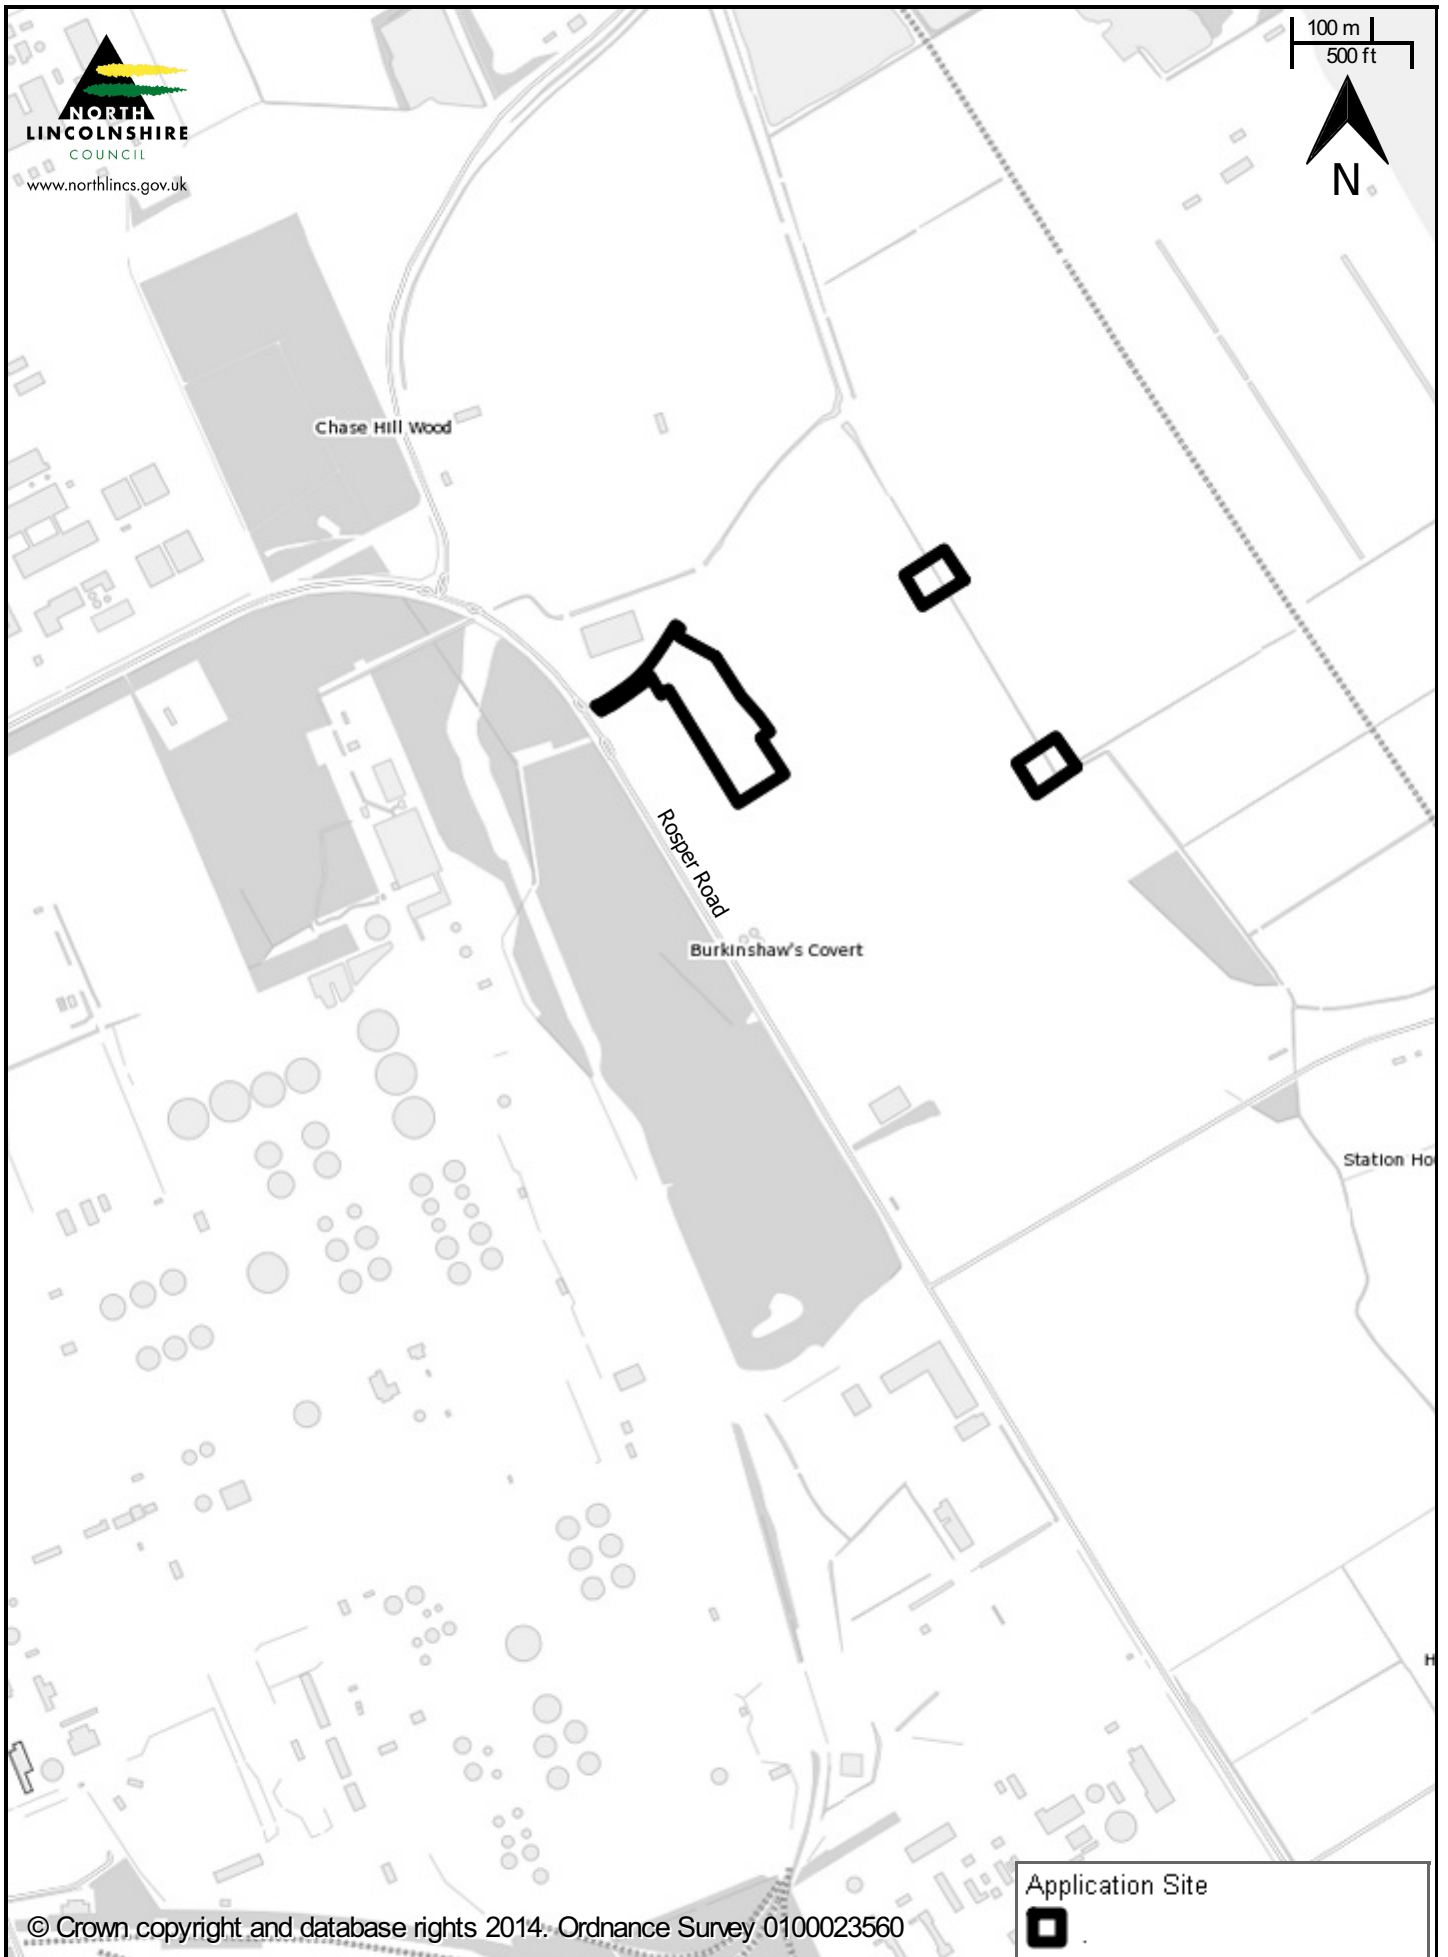 100 m
500 ft
NORTH
LINCOLNSHIRE
COUNCIL
www.northlincs.gov.uk
N
Chase Hill Wood
Rosper Road
Burkinshaw's Covert
Station Ho
H
Application Site
.
© Crown copyright and database rights 2014. Ordnance Survey 0100023560